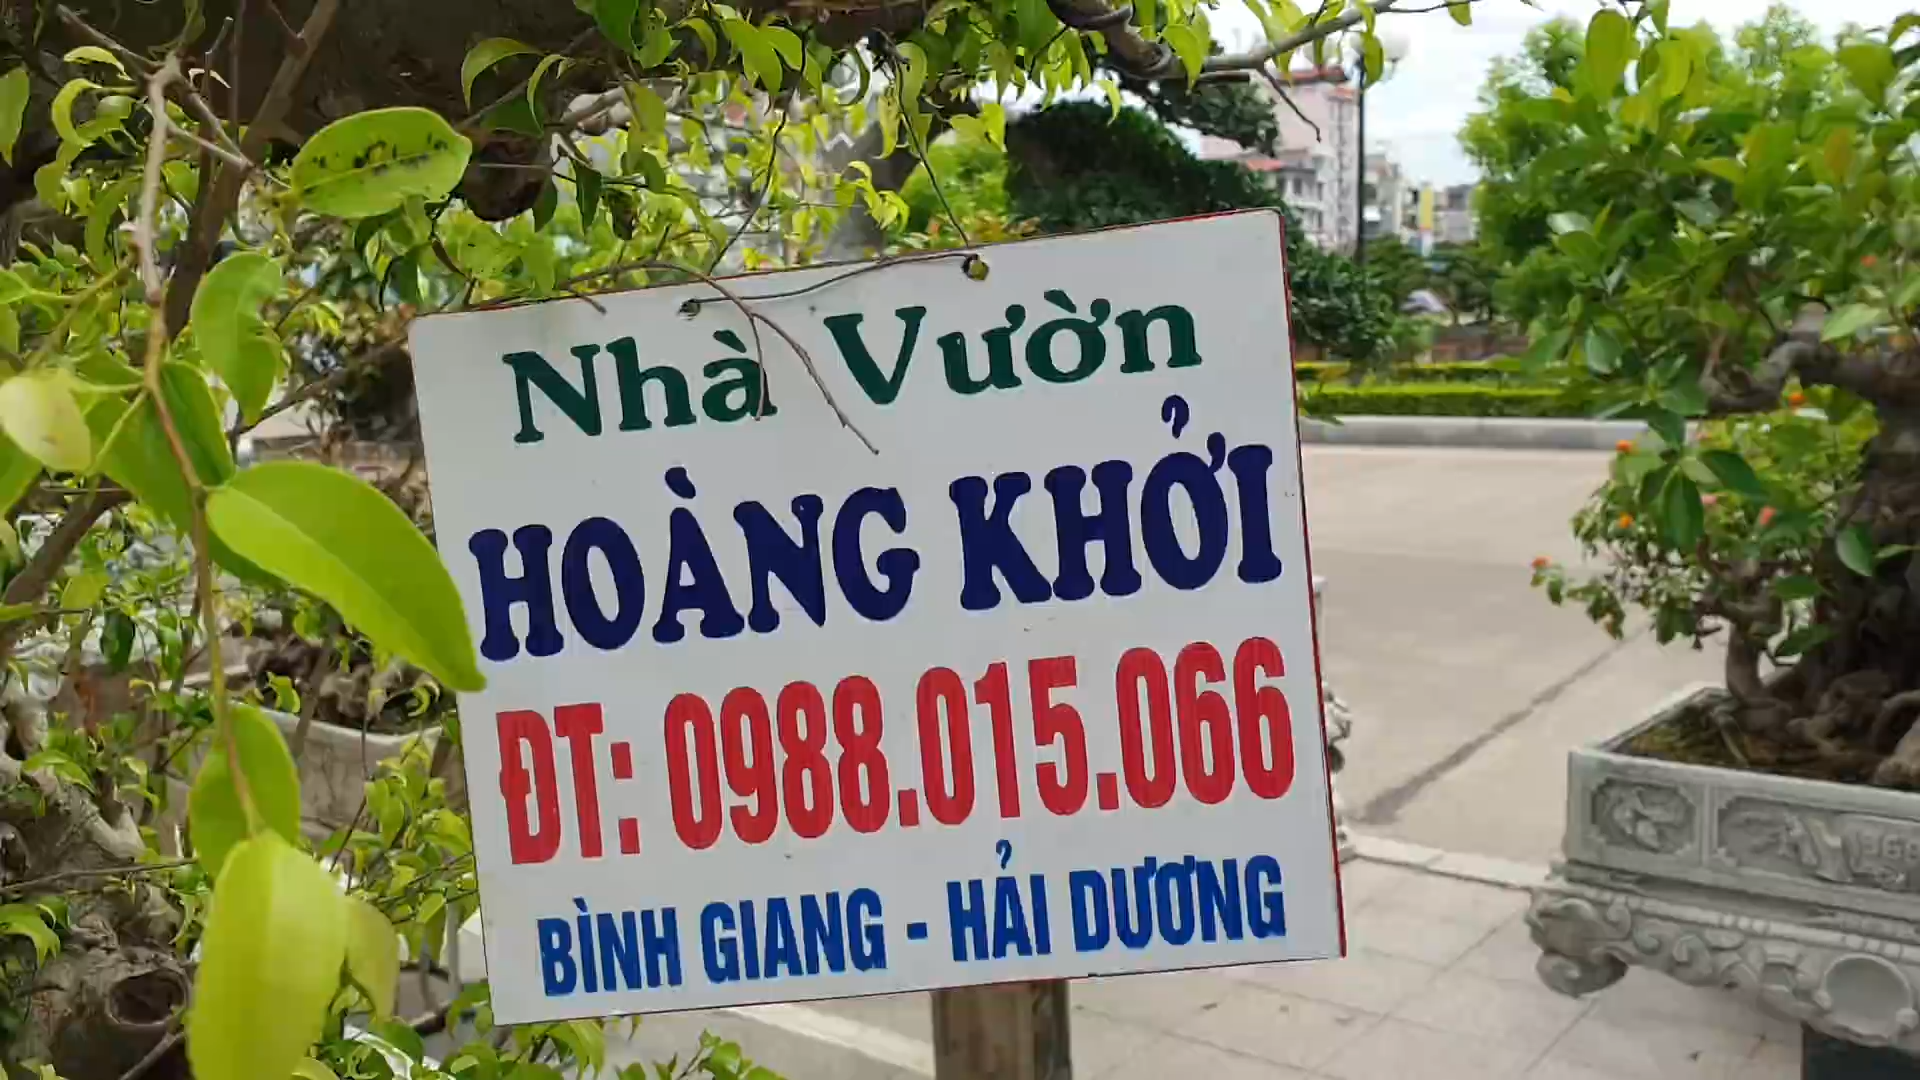 Nhà Vườn
HOÀNG KHỞI
ĐT: 0988.015.066
BÌNH GIANG - HẢI DƯƠNG